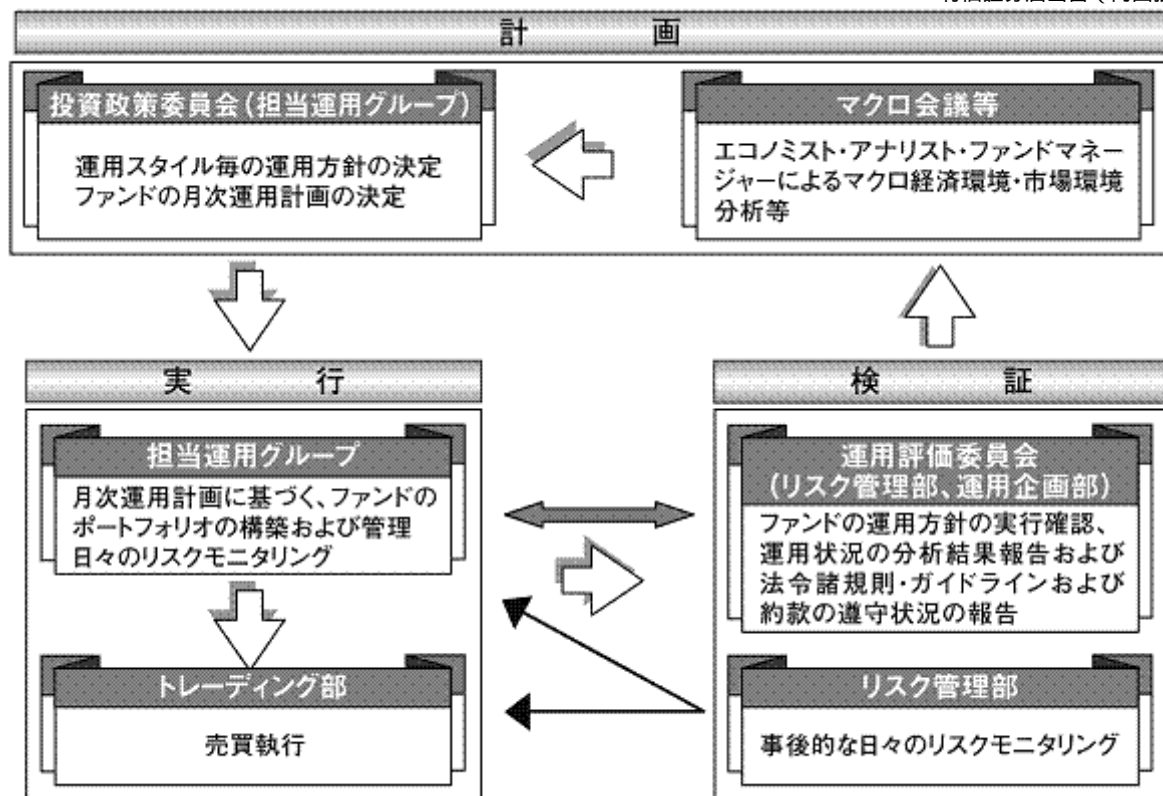 計 画
投資政策委員会(担当運用グループ)
運用スタイル毎の運用方針の決定
ファンドの月次運用計画の決定
マクロ会議等
エコノミスト・アナリスト・ファンドマネー
ジャーによるマクロ経済環境・市場環境
分析等
実 行
担当運用グループ
月次運用計画に基づく、ファンドの
ポートフォリオの構築および管理
日々のリスクモニタリング
トレーディング部
売買執行
検 証
運用評価委員会
(リスク管理部、運用企画部)
ファンドの運用方針の実行確認、
運用状況の分析結果報告および
法令諸規則・ガイドラインおよび
約款の遵守状況の報告
リスク管理部
事後的な日々のリスクモニタリング